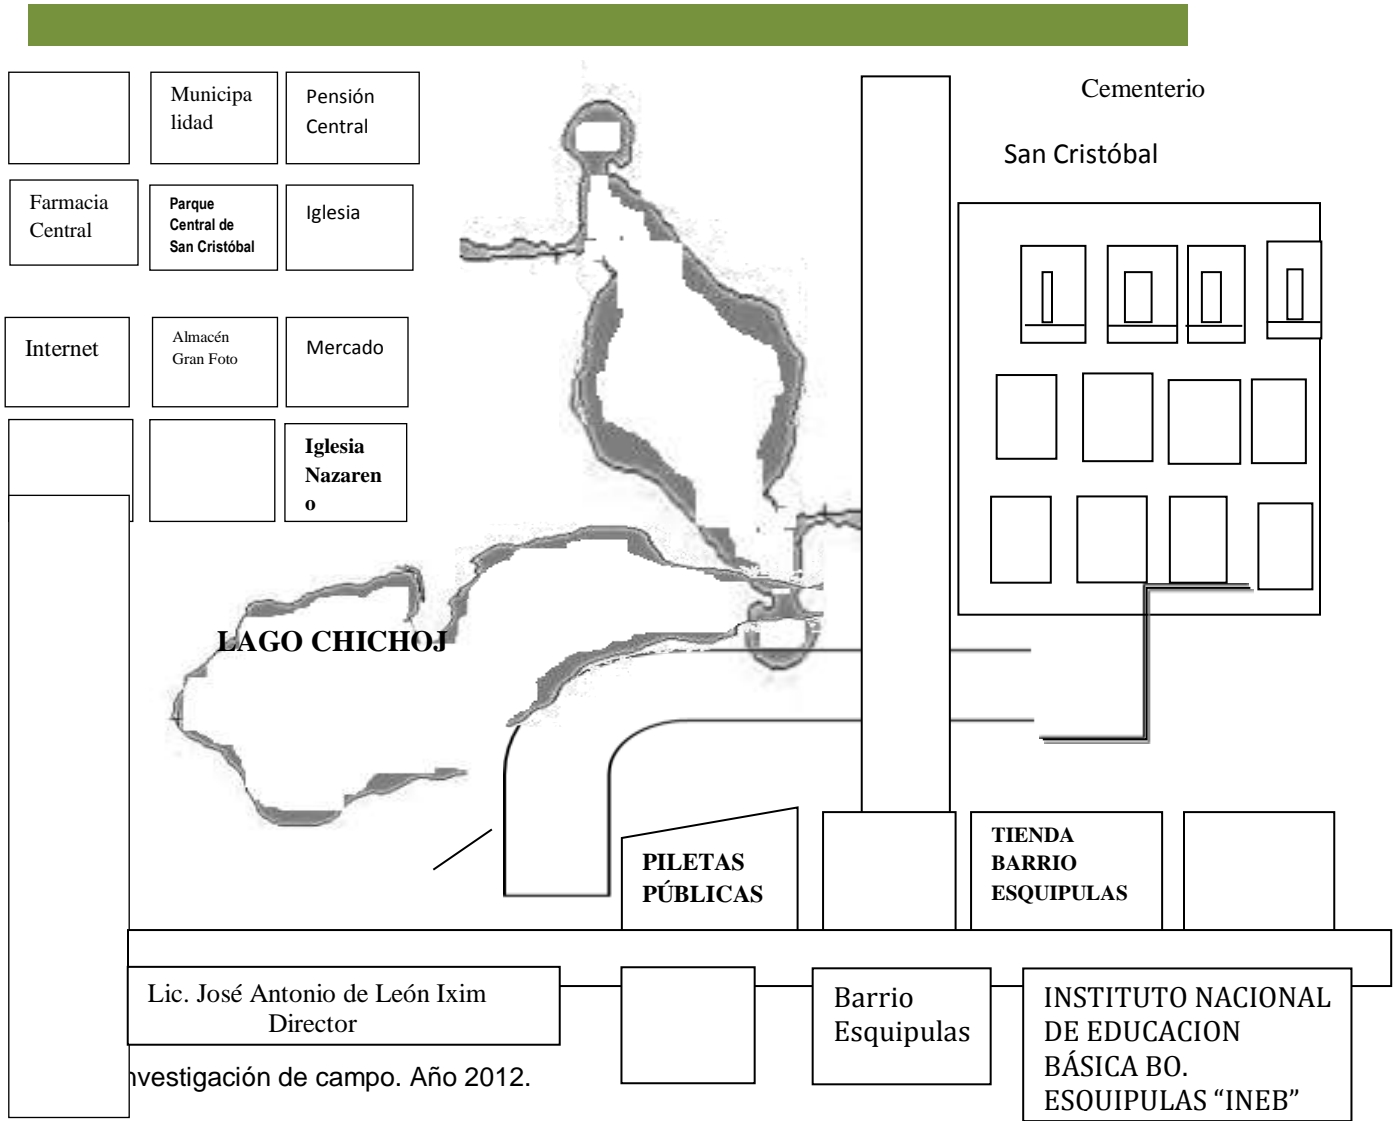 Cementerio
San Cristóbal
Municipa
lidad
Pensión
Central
Farmacia
Central
Parque
Central de
San Cristóbal
Iglesia
Internet
Almacén
Gran Foto
Mercado
Iglesia
Nazaren
o
LAGO CHICHOJ
PILETAS
PÚBLICAS
TIENDA
BARRIO
ESQUIPULAS
Lic. José Antonio de León Ixim
Director
Barrio
Esquipulas
INSTITUTO NACIONAL
DE EDUCACION
BÁSICA BO.
ESQUIPULAS “INEB”
nvestigación de campo. Año 2012.